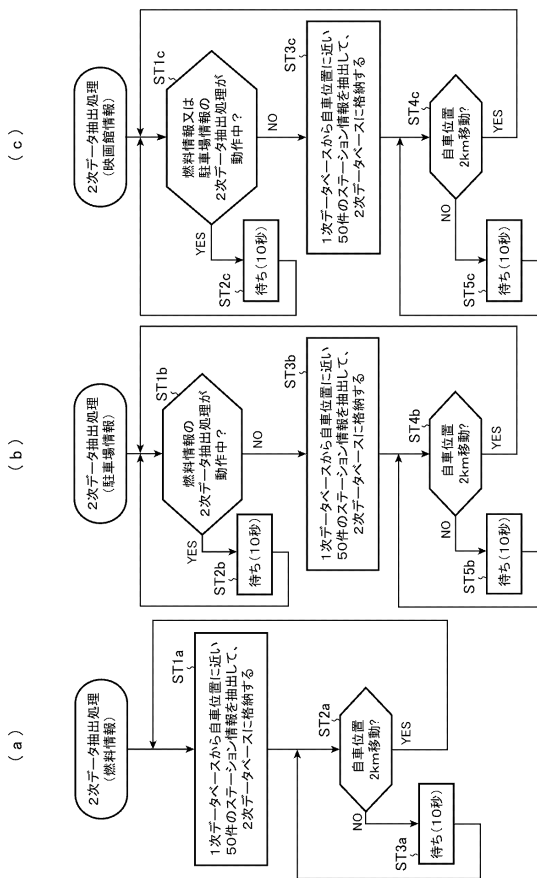 (a)
2次データ抽出処理
(燃料情報)
ST1a
1次データベースから自車位置に近い
50件のステーション情報を抽出して、
2次データベースに格納する
ST2a
自車位置
2km移動?
YES
NO
ST3a
待ち(10秒)
(b)
2次データ抽出処理
(駐車場情報)
ST1b
燃料情報の
2次データ抽出処理が
動作中?
YES
NO
ST2b
待ち(10秒)
ST3b
1次データベースから自車位置に近い
50件のステーション情報を抽出して、
2次データベースに格納する
ST4b
自車位置
2km移動?
YES
NO
ST5b
待ち(10秒)
(c)
2次データ抽出処理
(映画館情報)
ST1c
燃料情報又は
駐車場情報の
2次データ抽出処理が
動作中?
YES
NO
ST2c
待ち(10秒)
ST3c
1次データベースから自車位置に近い
50件のステーション情報を抽出して、
2次データベースに格納する
ST4c
自車位置
2km移動?
YES
NO
ST5c
待ち(10秒)